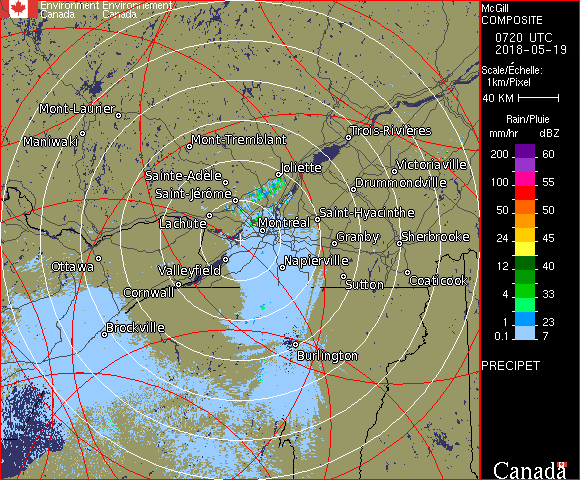 Environment Environnement
Canada Canada
McGill
COMPOSITE
0720 UTC
2018-05-19
Scale/Échelle:
1km/Pixel
40 KM
Rain/Pluie
mm/hr dBZ
200 60
100 55
50 50
24 45
12 40
4 33
1 23
0.1 7
PRECIPET
Canada
Mont-Laurier
Maniwaki
Mont-Tremblant
Trois-Rivières
Sainte-Adèle
Joliette
Victoriaville
Saint-Jérôme
Drummondville
Lachute
Montréal
Saint-Hyacinthe
Granby
Sherbrooke
Ottawa
Valleyfield
Napierville
Cornwall
Sutton
Coaticook
Brockville
Burlington